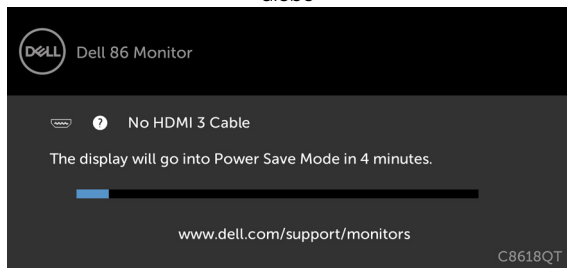 DELL
Dell 86 Monitor
? No HDMI 3 Cable
The display will go into Power Save Mode in 4 minutes.
www.dell.com/support/monitors
C8618QT